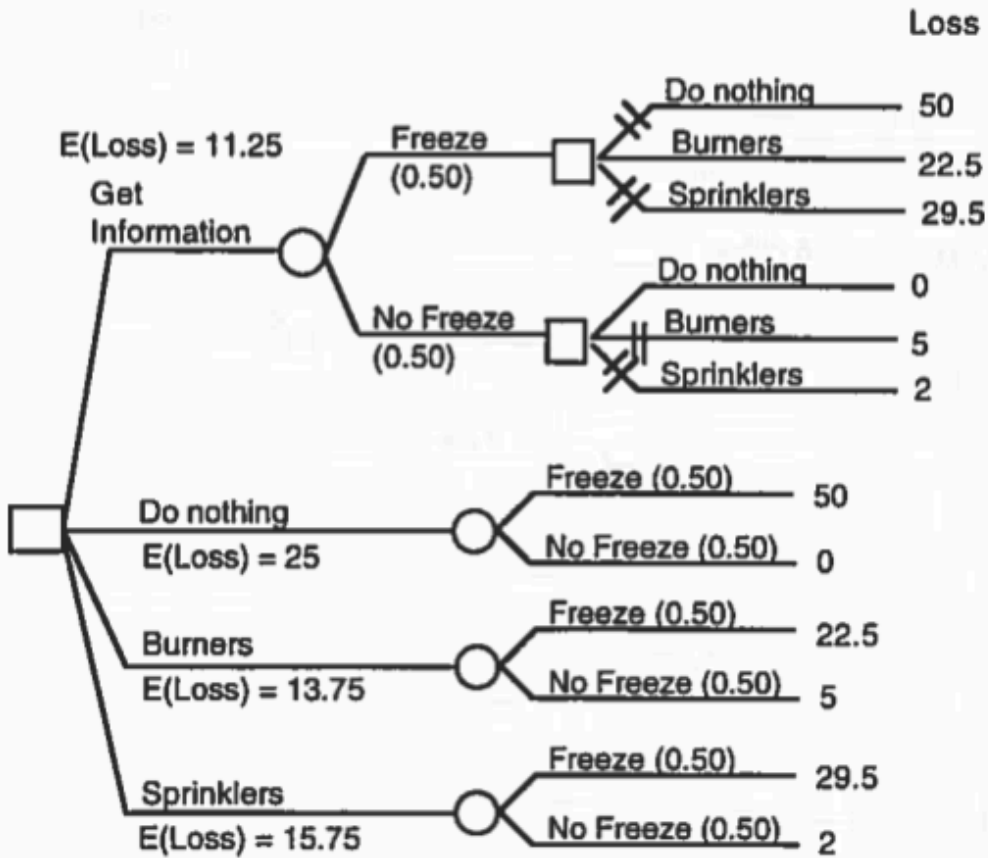 Loss
Do nothing 50
E(Loss) = 11.25
Freeze
(0.50)
Burners 22.5
Sprinklers 29.5
Get
Information
Do nothing 0
No Freeze
(0.50)
Burners 5
Sprinklers 2
Do nothing
E(Loss) = 25
Freeze (0.50) 50
No Freeze (0.50) 0
Burners
E(Loss) = 13.75
Freeze (0.50) 22.5
No Freeze (0.50) 5
Sprinklers
E(Loss) = 15.75
Freeze (0.50) 29.5
No Freeze (0.50) 2